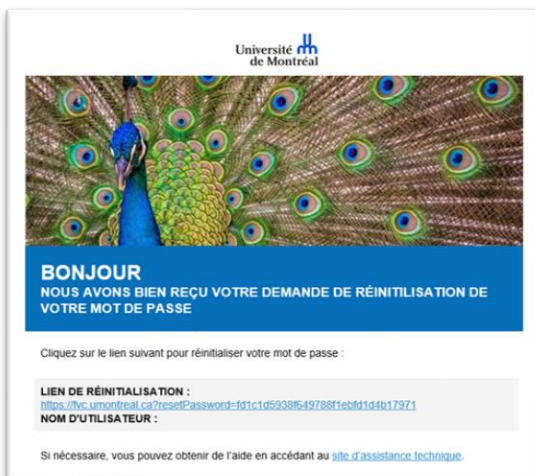 Université
de Montréal
BONJOUR
NOUS AVONS BIEN REÇU VOTRE DEMANDE DE RÉINITILISATION DE
VOTRE MOT DE PASSE
Cliquez sur le lien suivant pour réinitialiser votre mot de passe :
LIEN DE RÉINITIALISATION :
https://fvc.umontreal.ca?resetPassword=fd1c1d5938f649788f1ebfd1d4b17971
NOM D'UTILISATEUR :
Si nécessaire, vous pouvez obtenir de l'aide en accédant au site d'assistance technique.